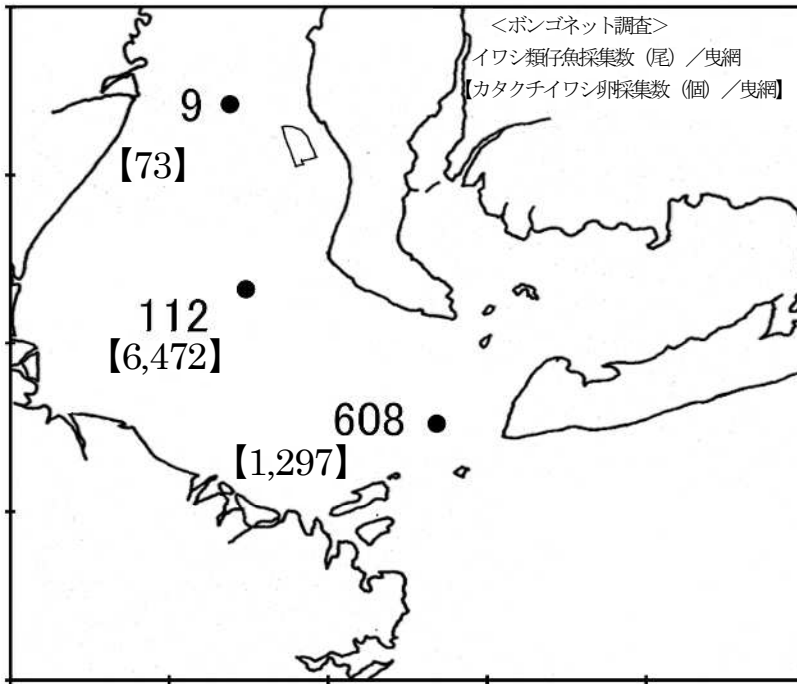 <ボンゴネット調査>
イワシ類仔魚採集数（尾）／曳網
【カタクチイワシ卵採集数（個）／曳網】
9
【73】
112
【6,472】
608
【1,297】